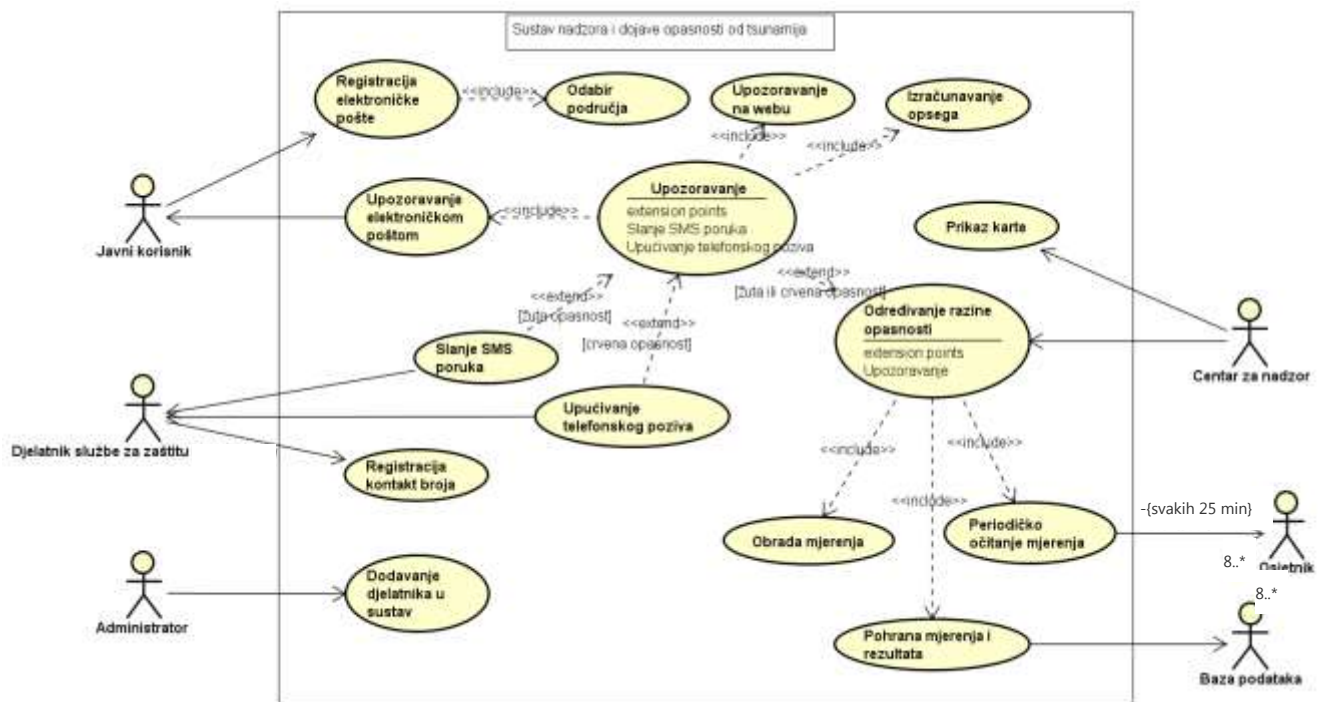 Sustav nadzora i dojave opasnosti od tsunamija
Registracija
elektroničke
pošte
<<include>>
Odabir
područja
Upozoravanje
na webu
Izračunavanje
opsega
<<include>>
<<include>>
Upozoravanje
extension points
Slanje SMS poruka
Upućivanje telefonskog poziva
Upozoravanje
elektroničkom
poštom
<<include>>
Javni korisnik
Prikaz karte
<<extend>>
[žuta ili crvena opasnost]
<<extend>>
[žuta opasnost]
<<extend>>
[crvena opasnost]
Određivanje razine
opasnosti
extension points
Upozoravanje
Centar za nadzor
Slanje SMS
poruka
Upućivanje
telefonskog poziva
Djelatnik službe za zaštitu
Registracija
kontakt broja
<<include>>
<<include>>
<<include>>
Obrada mjerenja
Periodičko
očitanje mjerenja
-{svakih 25 min}
8..*
Osjetnik
8..*
Dodavanje
djelatnika u
sustav
Administrator
Pohrana mjerenja i
rezultata
Baza podataka